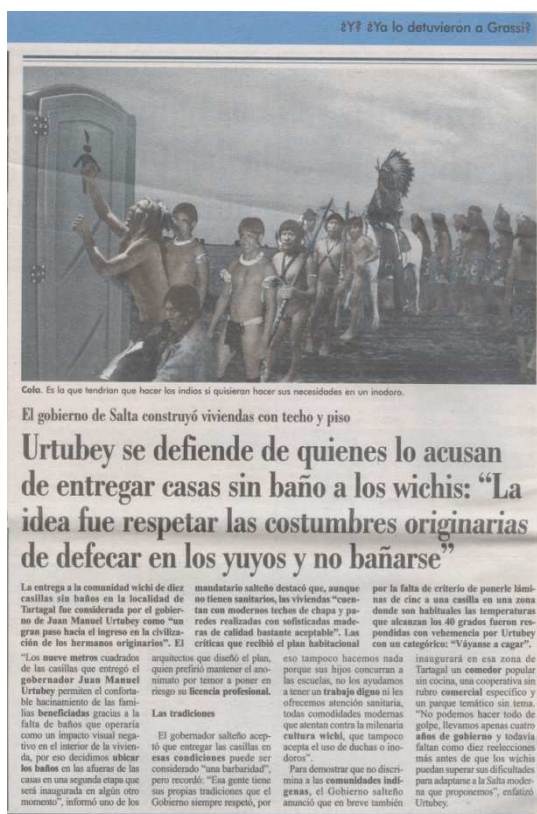 ¿Y? ¿Ya lo detuvieron a Grassi?
Cola. Es la que tendrían que hacer los indios si quisieran hacer sus necesidades en un inodoro.
El gobierno de Salta construyó viviendas con techo y piso
Urtubey se defiende de quienes lo acusan
de entregar casas sin baño a los wichis: “La
idea fue respetar las costumbres originarias
de defecar en los yuyos y no bañarse”
La entrega a la comunidad wichi de diez
casillas sin baños en la localidad de
Tartagal fue considerada por el gobier-
no de Juan Manuel Urtubey como “un
gran paso hacia el ingreso en la civiliza-
ción de los hermanos originarios”. El
mandatario salteño destacó que, aunque
no tienen sanitarios, las viviendas “cuen-
tan con modernos techos de chapa y pa-
redes realizadas con sofisticadas made-
ras de calidad bastante aceptable”. Las
críticas que recibió el plan habitacional
por la falta de criterio de ponerle lámi-
nas de cinc a una casilla en una zona
donde son habituales las temperaturas
que alcanzan los 40 grados fueron res-
pondidas con vehemencia por Urtubey
con un categórico: “Váyanse a cagar”.
“Los nueve metros cuadrados
de las casillas que entregó el
gobernador Juan Manuel
Urtubey permiten el conforta-
ble hacinamiento de las fami-
lias beneficiadas gracias a la
falta de baños que operaría
como un impacto visual nega-
tivo en el interior de la vivien-
da, por eso decidimos ubicar
los baños en las afueras de las
casas en una segunda etapa que
será inaugurada en algún otro
momento”, informó uno de los
arquitectos que diseñó el plan,
quien prefirió mantener el ano-
nimato por temor a poner en
riesgo su licencia profesional.
Las tradiciones
El gobernador salteño acep-
tó que entregar las casillas en
esas condiciones puede ser
considerado “una barbaridad”,
pero recordó: “Esa gente tiene
sus propias tradiciones que el
Gobierno siempre respetó, por
eso tampoco hacemos nada
porque sus hijos concurran a
las escuelas, no los ayudamos
a tener un trabajo digno ni les
ofrecemos atención sanitaria,
todas comodidades modernas
que atentan contra la milenaria
cultura wichi, que tampoco
acepta el uso de duchas o ino-
doros”.
Para demostrar que no discri-
mina a las comunidades indí-
genas, el Gobierno salteño
anunció que en breve también
inaugurará en esa zona de
Tartagal un comedor popular
sin cocina, una cooperativa sin
rubro comercial específico y
un parque temático sin tema.
“No podemos hacer todo de
golpe, llevamos apenas cuatro
años de gobierno y todavía
faltan como diez reelecciones
más antes de que los wichis
puedan superar sus dificultades
para adaptarse a la Salta moder-
na que proponemos”, enfatizó
Urtubey.